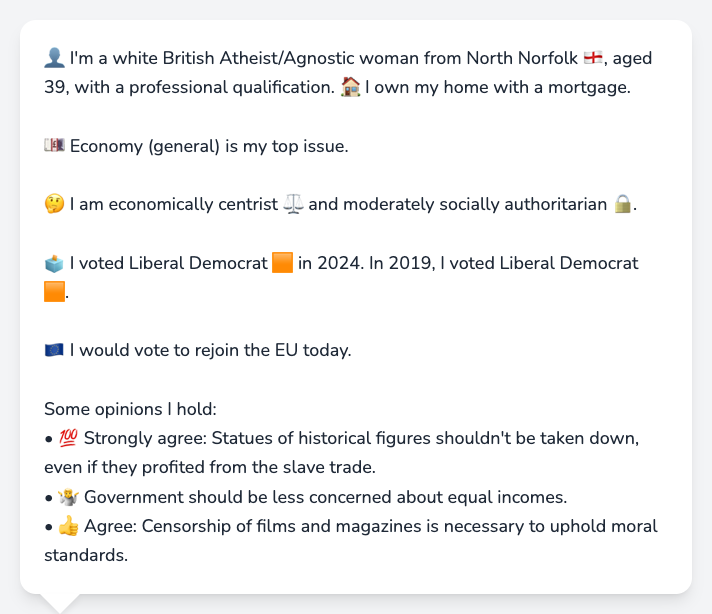 👤 I'm a white British Atheist/Agnostic woman from North Norfolk 🏴󠁧󠁢󠁥󠁮󠁧󠁿, aged
39, with a professional qualification. 🏠 I own my home with a mortgage.
💷 Economy (general) is my top issue.
🤔 I am economically centrist ⚖️ and moderately socially authoritarian 🔒.
🗳️ I voted Liberal Democrat 🟧 in 2024. In 2019, I voted Liberal Democrat
🟧.
🇪🇺 I would vote to rejoin the EU today.
Some opinions I hold:
• 💯 Strongly agree: Statues of historical figures shouldn't be taken down,
even if they profited from the slave trade.
• 🤷 Government should be less concerned about equal incomes.
• 👍 Agree: Censorship of films and magazines is necessary to uphold moral
standards.